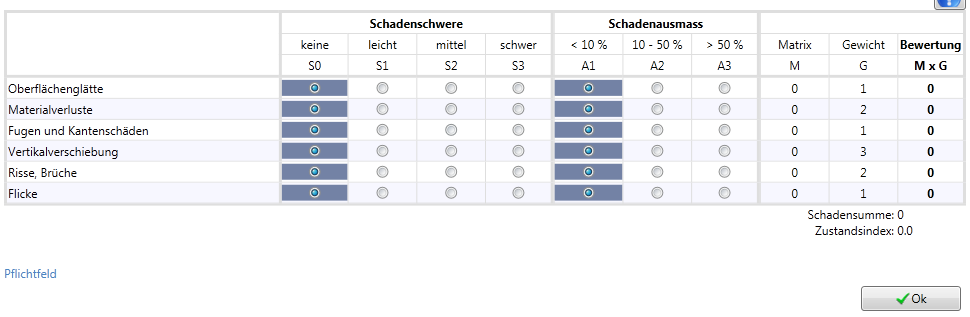 Schadenschwere Schadenausmass
keine leicht mittel schwer < 10 % 10 - 50 % > 50 % Matrix Gewicht Bewertung
S0 S1 S2 S3 A1 A2 A3 M G M x G
Oberflächenglätte 0 1 0
Materialverluste 0 2 0
Fugen und Kantenschäden 0 1 0
Vertikalverschiebung 0 3 0
Risse, Brüche 0 2 0
Flicke 0 1 0
Schadensumme: 0
Zustandsindex: 0.0
Pflichtfeld
Ok